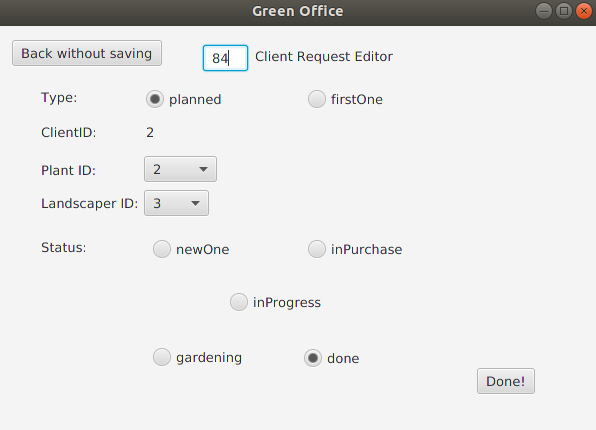 Green Office
Back without saving 84 Client Request Editor
Type: planned firstOne
ClientID: 2
Plant ID: 2
Landscaper ID: 3
Status: newOne inPurchase
inProgress
gardening done
Done!